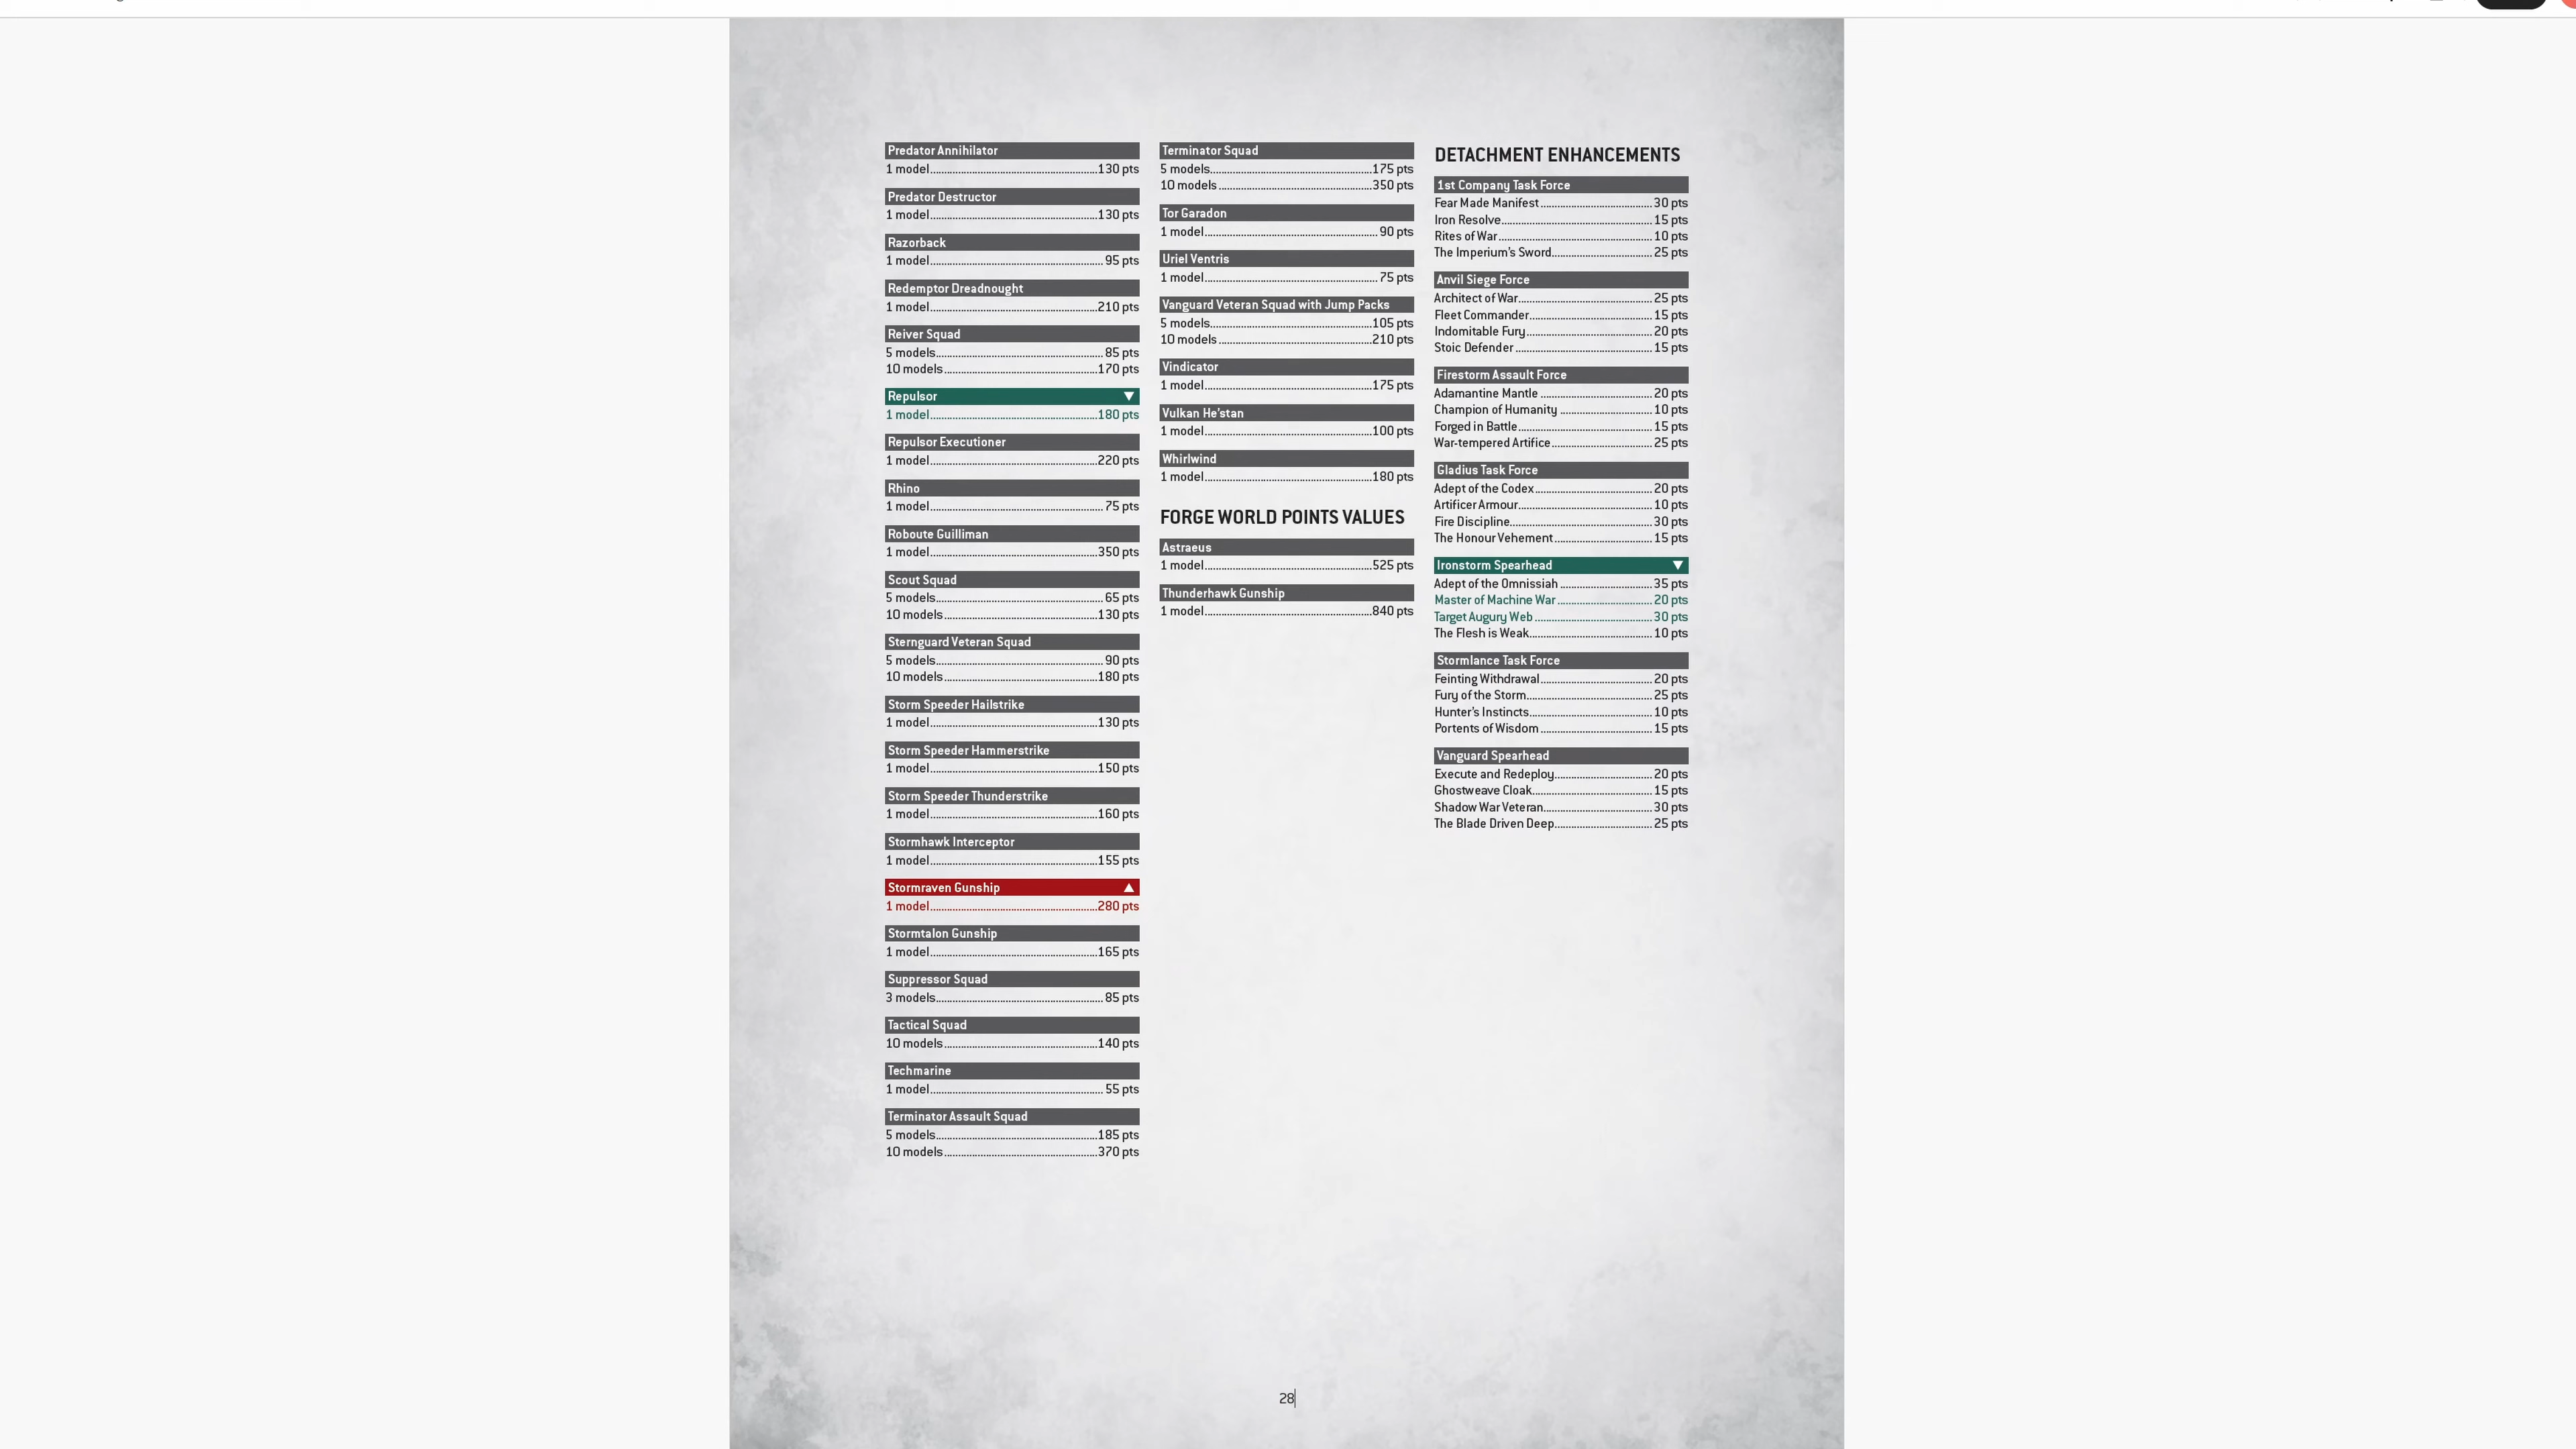 Predator Annihilator
1 model 130 pts
Predator Destructor
1 model 130 pts
Razorback
1 model 95 pts
Redemptor Dreadnought
1 model 210 pts
Reiver Squad
5 models 85 pts
10 models 170 pts
Repulsor ▼
1 model 180 pts
Repulsor Executioner
1 model 220 pts
Rhino
1 model 75 pts
Roboute Guilliman
1 model 350 pts
Scout Squad
5 models 65 pts
10 models 130 pts
Sternguard Veteran Squad
5 models 90 pts
10 models 180 pts
Storm Speeder Hailstrike
1 model 130 pts
Storm Speeder Hammerstrike
1 model 150 pts
Storm Speeder Thunderstrike
1 model 160 pts
Stormhawk Interceptor
1 model 155 pts
Stormraven Gunship ▲
1 model 280 pts
Stormtalon Gunship
1 model 165 pts
Suppressor Squad
3 models 85 pts
Tactical Squad
10 models 140 pts
Techmarine
1 model 55 pts
Terminator Assault Squad
5 models 185 pts
10 models 370 pts
Terminator Squad
5 models 175 pts
10 models 350 pts
Tor Garadon
1 model 90 pts
Uriel Ventris
1 model 75 pts
Vanguard Veteran Squad with Jump Packs
5 models 105 pts
10 models 210 pts
Vindicator
1 model 175 pts
Vulkan He'stan
1 model 100 pts
Whirlwind
1 model 180 pts
FORGE WORLD POINTS VALUES
Astraeus
1 model 525 pts
Thunderhawk Gunship
1 model 840 pts
DETACHMENT ENHANCEMENTS
1st Company Task Force
Fear Made Manifest 30 pts
Iron Resolve 15 pts
Rites of War 10 pts
The Imperium's Sword 25 pts
Anvil Siege Force
Architect of War 25 pts
Fleet Commander 15 pts
Indomitable Fury 20 pts
Stoic Defender 15 pts
Firestorm Assault Force
Adamantine Mantle 20 pts
Champion of Humanity 10 pts
Forged in Battle 15 pts
War-tempered Artifice 25 pts
Gladius Task Force
Adept of the Codex 20 pts
Artificer Armour 10 pts
Fire Discipline 30 pts
The Honour Vehement 15 pts
Ironstorm Spearhead ▼
Adept of the Omnissiah 35 pts
Master of Machine War 20 pts
Target Augury Web 30 pts
The Flesh is Weak 10 pts
Stormlance Task Force
Feinting Withdrawal 20 pts
Fury of the Storm 25 pts
Hunter's Instincts 10 pts
Portents of Wisdom 15 pts
Vanguard Spearhead
Execute and Redeploy 20 pts
Ghostweave Cloak 15 pts
Shadow War Veteran 30 pts
The Blade Driven Deep 25 pts
28